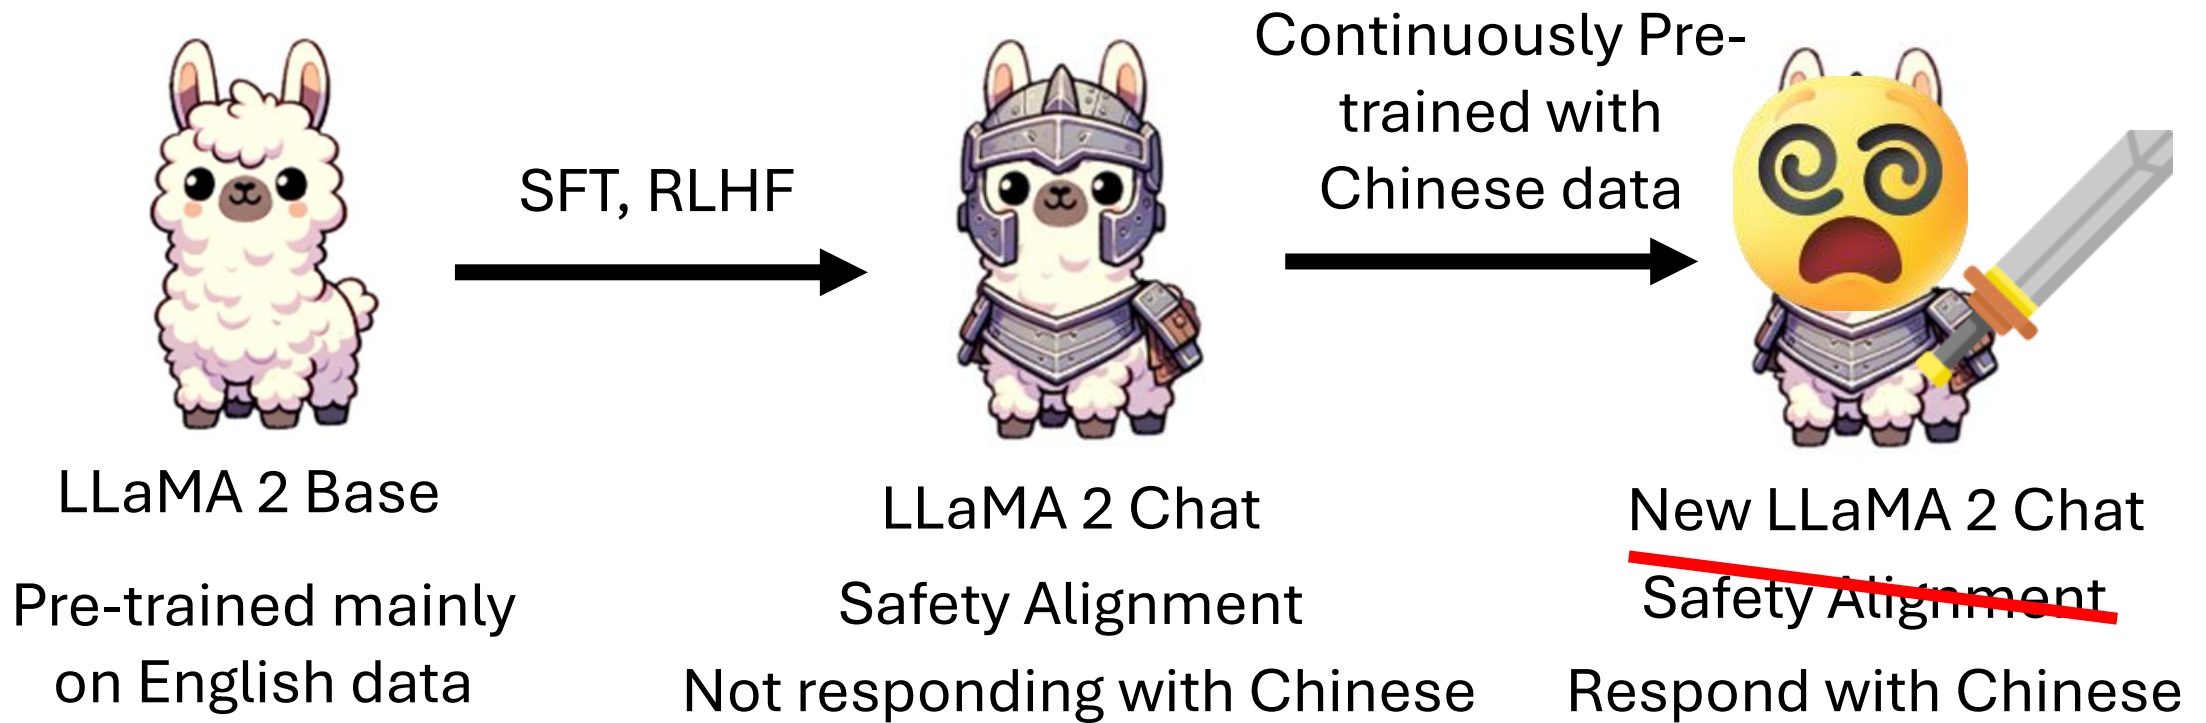 SFT, RLHF
Continuously Pre-
trained with
Chinese data
LLaMA 2 Base
Pre-trained mainly
on English data
LLaMA 2 Chat
Safety Alignment
Not responding with Chinese
New LLaMA 2 Chat
Safety Alignment
Respond with Chinese